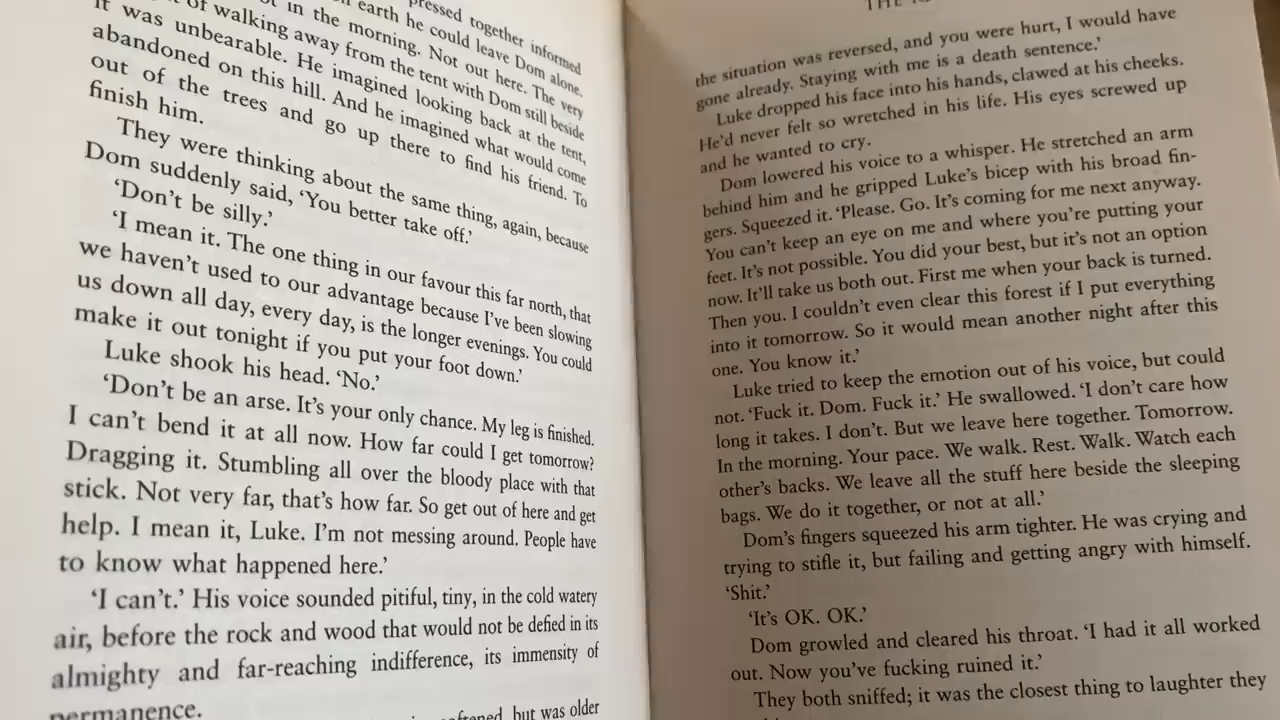 pressed together informed
earth he could leave Dom alone.
in the morning. Not out here. The very
of walking away from the tent with Dom still beside
it was unbearable. He imagined looking back at the tent,
abandoned on this hill. And he imagined what would come
out of the trees and go up there to find his friend. To
finish him.
They were thinking about the same thing, again, because
Dom suddenly said, ‘You better take off.’
‘Don’t be silly.’
‘I mean it. The one thing in our favour this far north, that
we haven’t used to our advantage because I’ve been slowing
us down all day, every day, is the longer evenings. You could
make it out tonight if you put your foot down.’
Luke shook his head. ‘No.’
‘Don’t be an arse. It’s your only chance. My leg is finished.
I can’t bend it at all now. How far could I get tomorrow?
Dragging it. Stumbling all over the bloody place with that
stick. Not very far, that’s how far. So get out of here and get
help. I mean it, Luke. I’m not messing around. People have
to know what happened here.’
‘I can’t.’ His voice sounded pitiful, tiny, in the cold watery
air, before the rock and wood that would not be defied in its
almighty and far-reaching indifference, its immensity of
permanence.
but was older
THE
the situation was reversed, and you were hurt, I would have
gone already. Staying with me is a death sentence.’
Luke dropped his face into his hands, clawed at his cheeks.
He’d never felt so wretched in his life. His eyes screwed up
and he wanted to cry.
Dom lowered his voice to a whisper. He stretched an arm
behind him and he gripped Luke’s bicep with his broad fin-
gers. Squeezed it. ‘Please. Go. It’s coming for me next anyway.
You can’t keep an eye on me and where you’re putting your
feet. It’s not possible. You did your best, but it’s not an option
now. It’ll take us both out. First me when your back is turned.
Then you. I couldn’t even clear this forest if I put everything
into it tomorrow. So it would mean another night after this
one. You know it.’
Luke tried to keep the emotion out of his voice, but could
not. ‘Fuck it. Dom. Fuck it.’ He swallowed. ‘I don’t care how
long it takes. I don’t. But we leave here together. Tomorrow.
In the morning. Your pace. We walk. Rest. Walk. Watch each
other’s backs. We leave all the stuff here beside the sleeping
bags. We do it together, or not at all.’
Dom’s fingers squeezed his arm tighter. He was crying and
trying to stifle it, but failing and getting angry with himself.
‘Shit.’
‘It’s OK. OK.’
Dom growled and cleared his throat. ‘I had it all worked
out. Now you’ve fucking ruined it.’
They both sniffed; it was the closest thing to laughter they